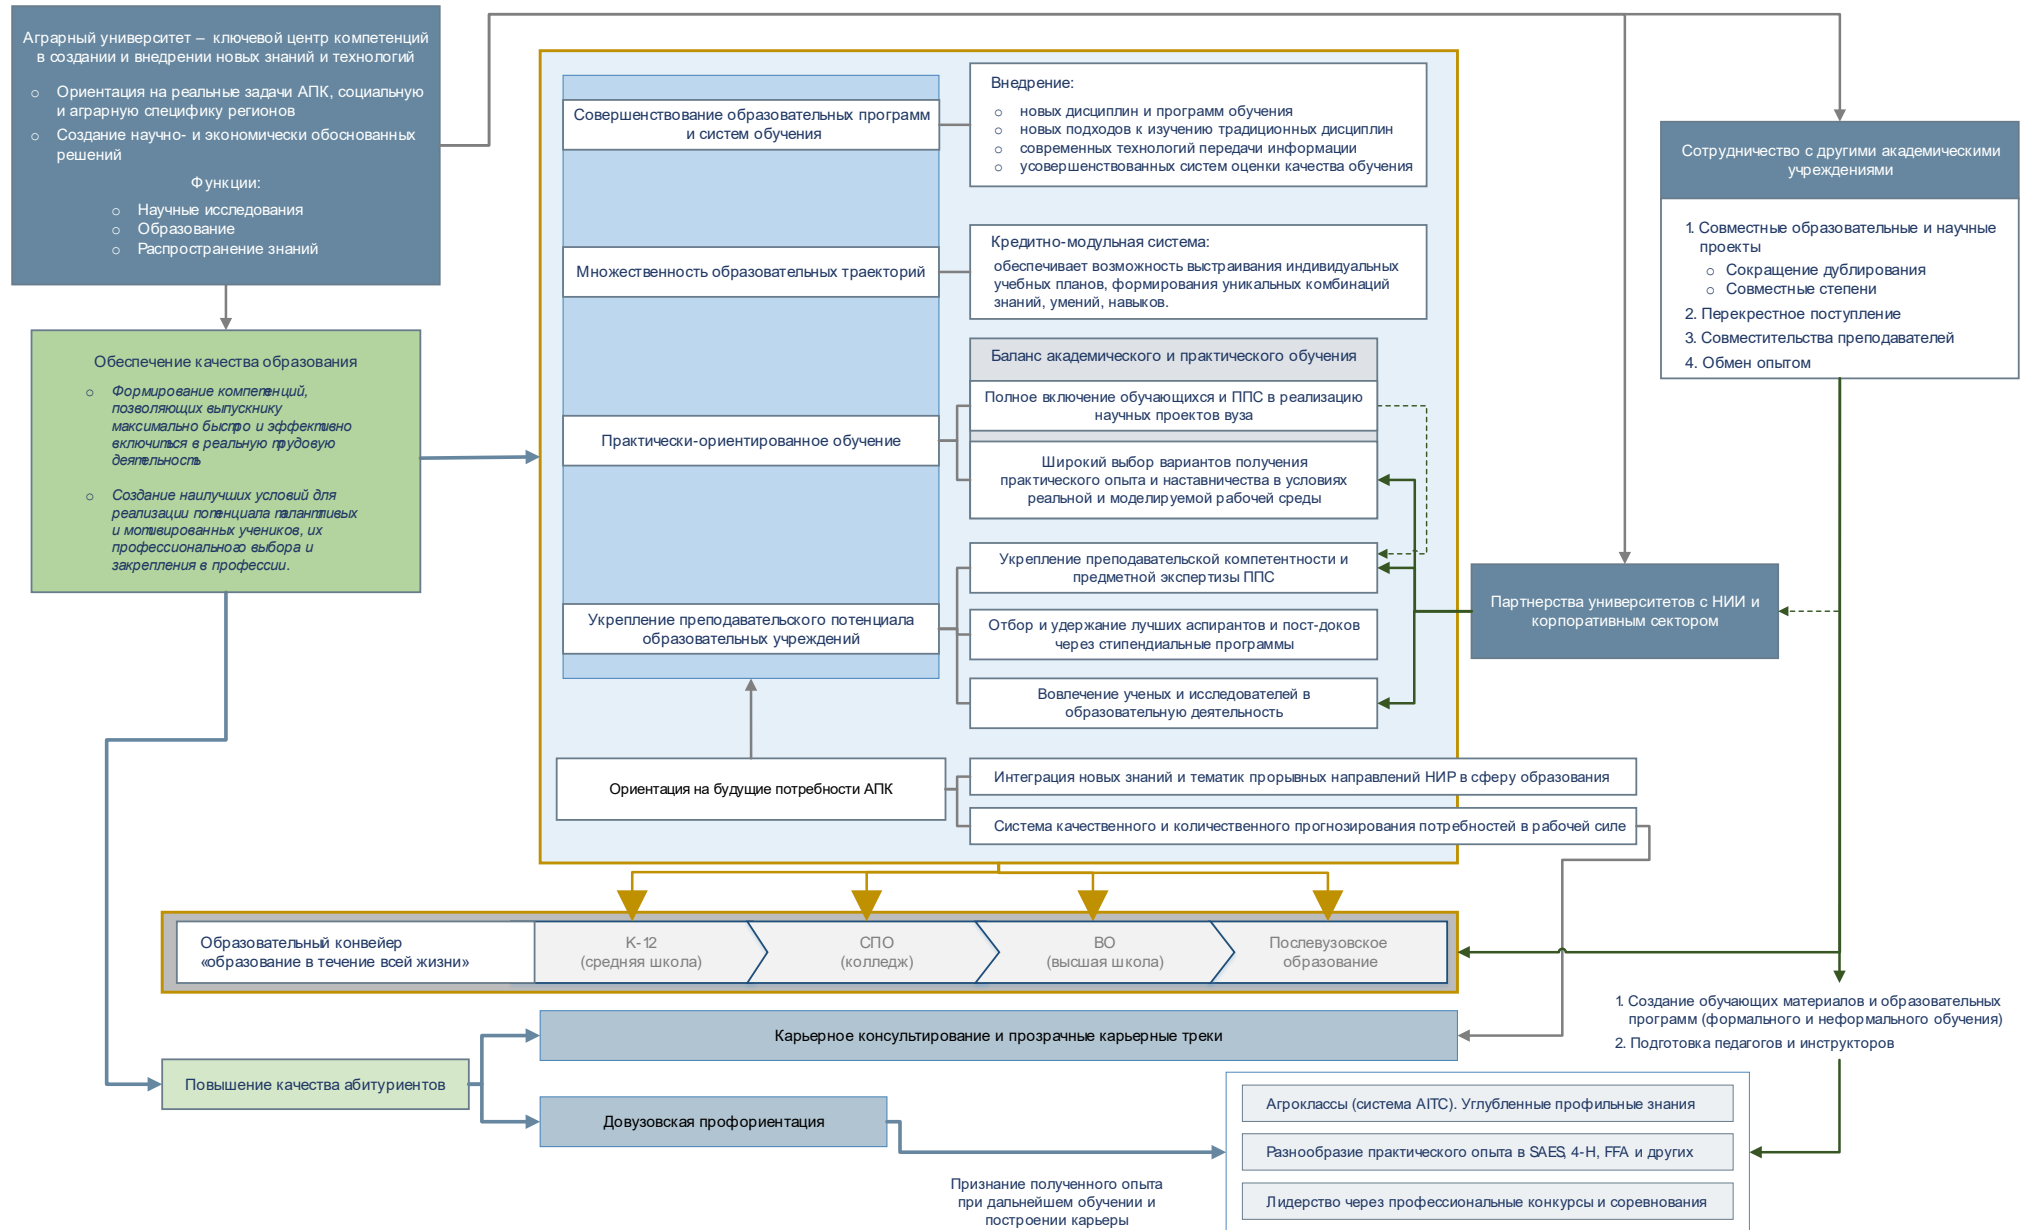 Аграрный университет – ключевой центр компетенций
в создании и внедрении новых знаний и технологий
○ Ориентация на реальные задачи АПК, социальную
и аграрную специфику регионов
○ Создание научно- и экономически обоснованных
решений
Функции:
○ Научные исследования
○ Образование
○ Распространение знаний
Обеспечение качества образования
○ Формирование компетенций,
позволяющих выпускнику
максимально быстро и эффективно
включиться в реальную трудовую
деятельность
○ Создание наилучших условий для
реализации потенциала талантливых
и мотивированных учеников, их
профессионального выбора и
закрепления в профессии.
Совершенствование образовательных программ
и систем обучения
Внедрение:
○ новых дисциплин и программ обучения
○ новых подходов к изучению традиционных дисциплин
○ современных технологий передачи информации
○ усовершенствованных систем оценки качества обучения
Множественность образовательных траекторий
Кредитно-модульная система:
обеспечивает возможность выстраивания индивидуальных
учебных планов, формирования уникальных комбинаций
знаний, умений, навыков.
Практически-ориентированное обучение
Баланс академического и практического обучения
Полное включение обучающихся и ППС в реализацию
научных проектов вуза
Широкий выбор вариантов получения
практического опыта и наставничества в условиях
реальной и моделируемой рабочей среды
Укрепление преподавательского потенциала
образовательных учреждений
Укрепление преподавательской компетентности и
предметной экспертизы ППС
Отбор и удержание лучших аспирантов и пост-доков
через стипендиальные программы
Вовлечение ученых и исследователей в
образовательную деятельность
Ориентация на будущие потребности АПК
Интеграция новых знаний и тематик прорывных направлений НИР в сферу образования
Система качественного и количественного прогнозирования потребностей в рабочей силе
Сотрудничество с другими академическими
учреждениями
1. Совместные образовательные и научные
проекты
○ Сокращение дублирования
○ Совместные степени
2. Перекрестное поступление
3. Совместительства преподавателей
4. Обмен опытом
Партнерства университетов с НИИ и
корпоративным сектором
Образовательный конвейер
«образование в течение всей жизни»
К-12
(средняя школа)
СПО
(колледж)
ВО
(высшая школа)
Послевузовское
образование
1. Создание обучающих материалов и образовательных
программ (формального и неформального обучения)
2. Подготовка педагогов и инструкторов
Карьерное консультирование и прозрачные карьерные треки
Повышение качества абитуриентов
Довузовская профориентация
Признание полученного опыта
при дальнейшем обучении и
построении карьеры
Агроклассы (система AITC). Углубленные профильные знания
Разнообразие практического опыта в SAES, 4-H, FFA и других
Лидерство через профессиональные конкурсы и соревнования